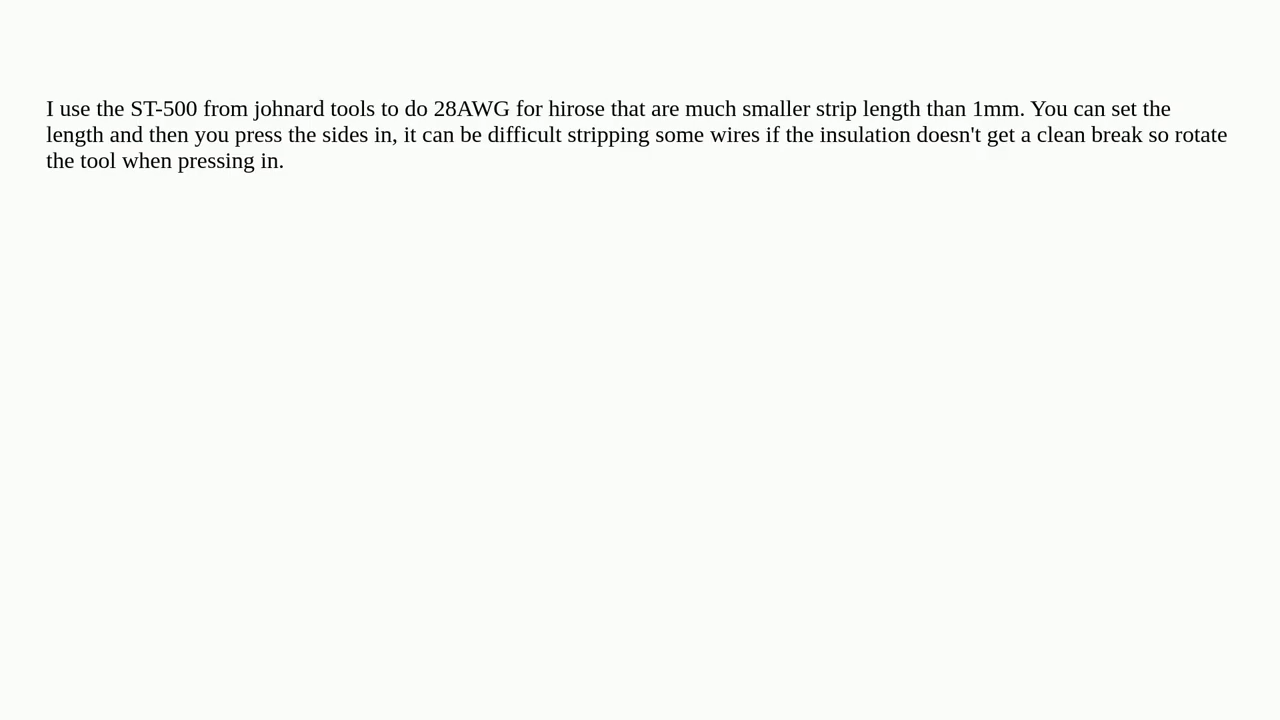 I use the ST-500 from johnard tools to do 28AWG for hirose that are much smaller strip length than 1mm. You can set the
length and then you press the sides in, it can be difficult stripping some wires if the insulation doesn't get a clean break so rotate
the tool when pressing in.